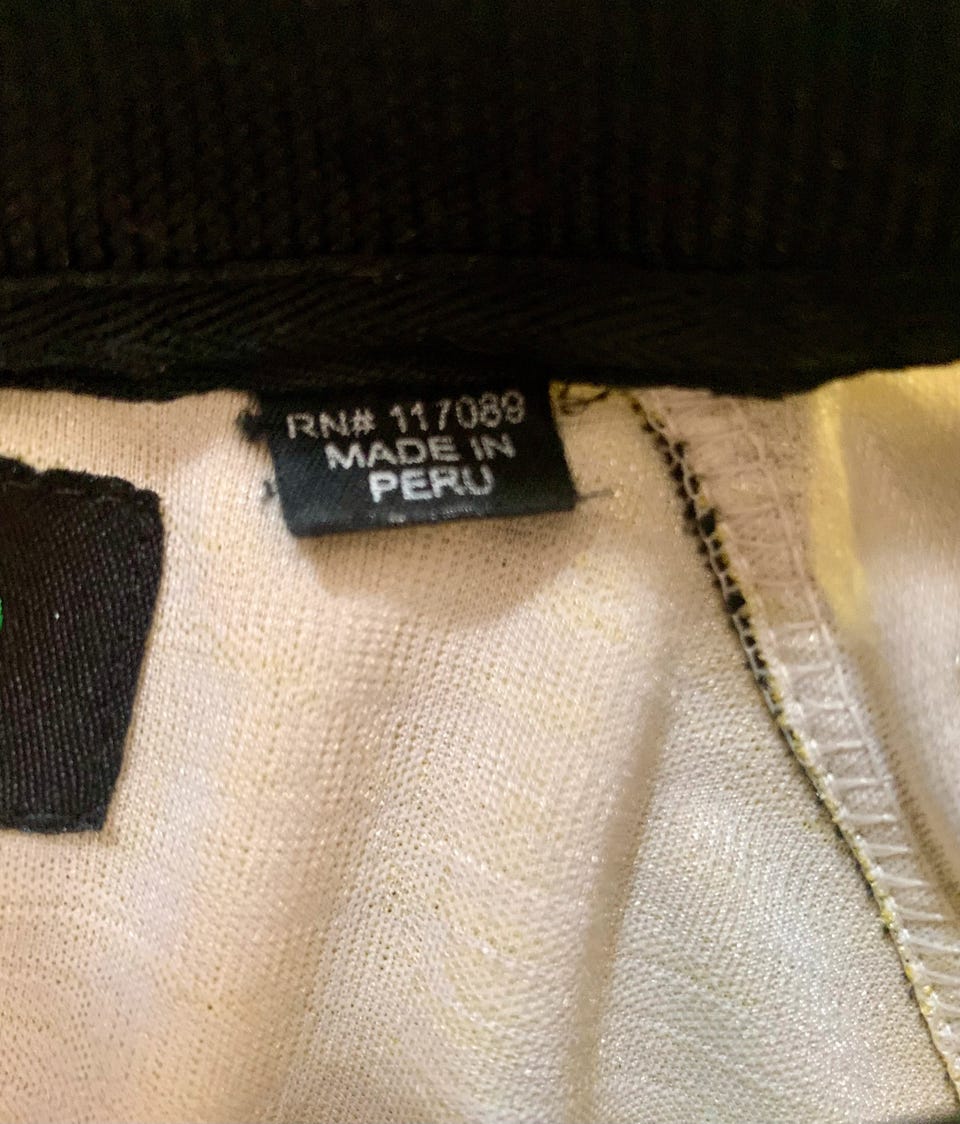 RN# 117089
MADE IN
PERU